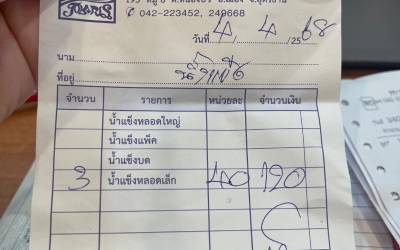 ✆ 042-223452, 249668
วันที่ 4 / 4 / 2568
นาม
ที่อยู่
จำนวน รายการ หน่วยละ จำนวนเงิน
น้ำแข็งหลอดใหญ่
น้ำแข็งแพ็ค
น้ำแข็งบด
3 น้ำแข็งหลอดเล็ก 40 120